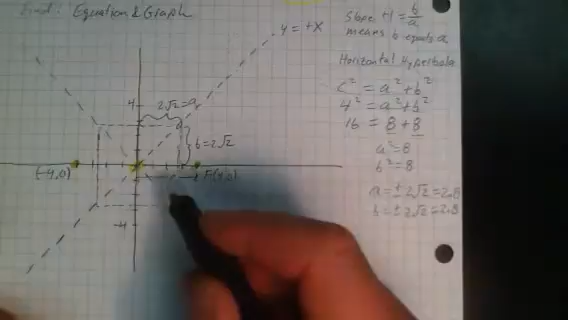 Find: Equation & Graph
y = +x
Slope +1 = b/a
means b equals a
Horizontal Hyperbola
c² = a² + b²
4² = a² + b²
16 = 8 + 8
a² = 8
b² = 8
a = ± 2√2 = 2.8
b = ± 2√2 = 2.8
4
2√2 = a
b = 2√2
(-4,0)
F(4,0)
-4